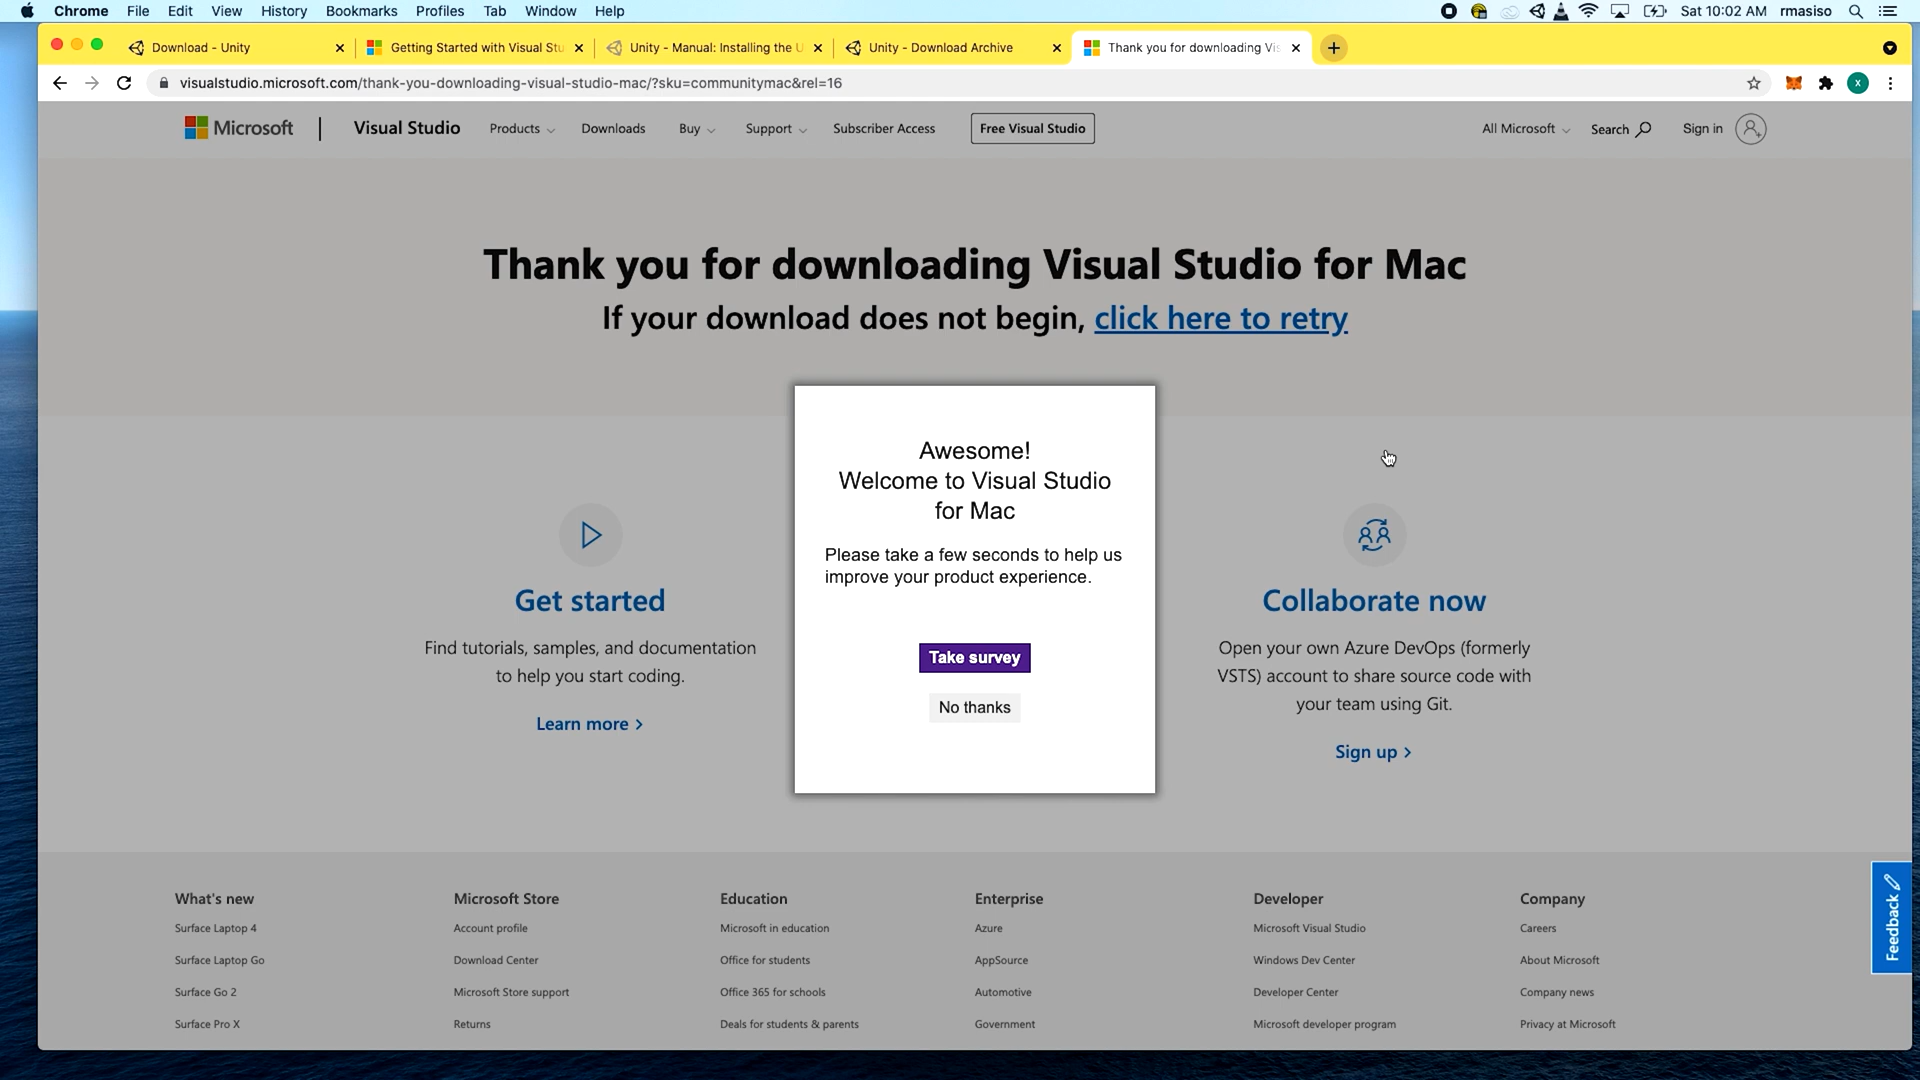 Chrome File Edit View History Bookmarks Profiles Tab Window Help
Sat 10:02 AM rmasiso
Download - Unity
Getting Started with Visual Stu
Unity - Manual: Installing the U
Unity - Download Archive
Thank you for downloading Vis
visualstudio.microsoft.com/thank-you-downloading-visual-studio-mac/?sku=communitymac&rel=16
X
Microsoft
Visual Studio
Products
Downloads
Buy
Support
Subscriber Access
Free Visual Studio
All Microsoft
Search
Sign in
Thank you for downloading Visual Studio for Mac
If your download does not begin, click here to retry
Awesome!
Welcome to Visual Studio
for Mac
Please take a few seconds to help us
improve your product experience.
Take survey
No thanks
Get started
Find tutorials, samples, and documentation
to help you start coding.
Learn more >
Collaborate now
Open your own Azure DevOps (formerly
VSTS) account to share source code with
your team using Git.
Sign up >
Feedback
What's new
Surface Laptop 4
Surface Laptop Go
Surface Go 2
Surface Pro X
Microsoft Store
Account profile
Download Center
Microsoft Store support
Returns
Education
Microsoft in education
Office for students
Office 365 for schools
Deals for students & parents
Enterprise
Azure
AppSource
Automotive
Government
Developer
Microsoft Visual Studio
Windows Dev Center
Developer Center
Microsoft developer program
Company
Careers
About Microsoft
Company news
Privacy at Microsoft